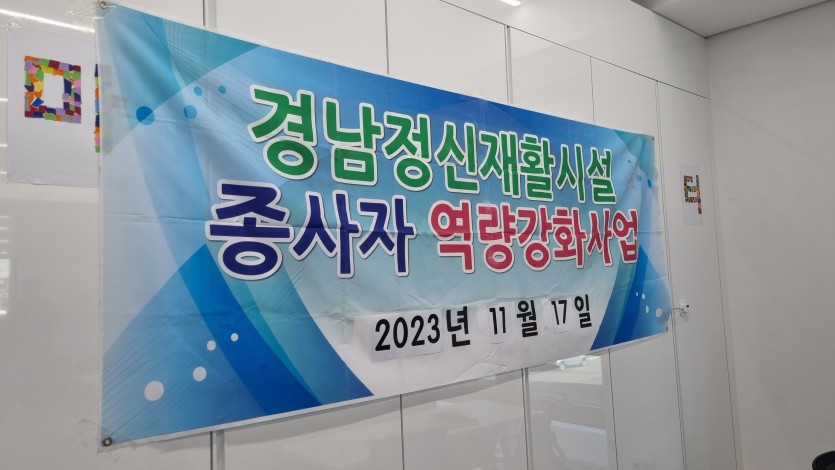 경남정신재활시설
종사자 역량강화사업
2023년 11월 17일